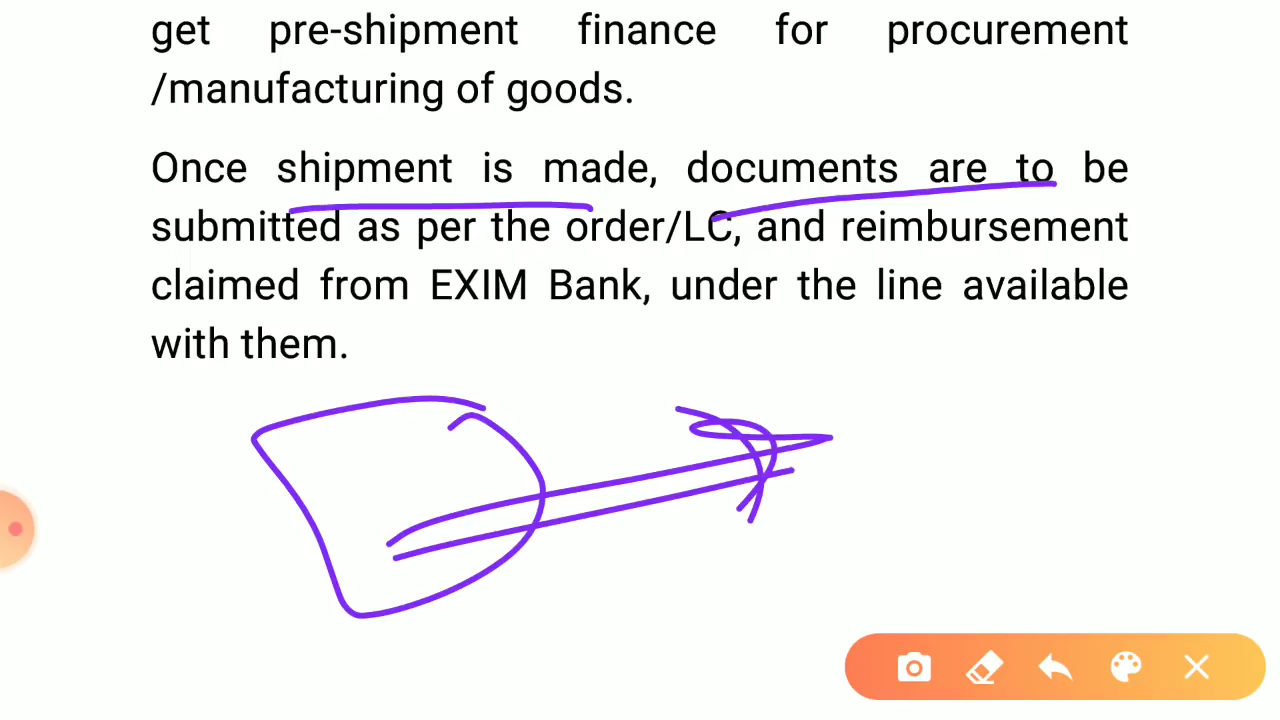 get pre-shipment finance for procurement
/manufacturing of goods.
Once shipment is made, documents are to be
submitted as per the order/LC, and reimbursement
claimed from EXIM Bank, under the line available
with them.